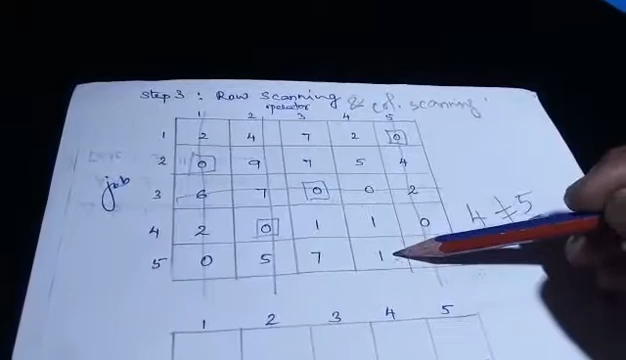 Step 3 : Row Scanning & col. scanning.
operator
1 2 3 4 5
1 2 4 7 2 0
2 0 9 7 5 4
job
3 6 7 0 0 2
4 2 0 1 1 0
4 ≠ 5
5 0 5 7 1
1 2 3 4 5